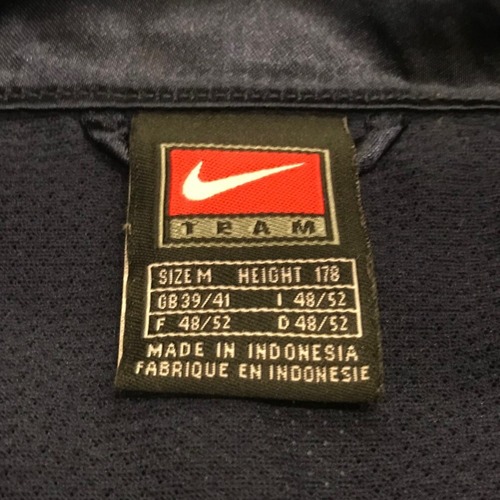 TEAM
SIZE M HEIGHT 178
GB 39/41 I 48/52
F 48/52 D 48/52
MADE IN INDONESIA
FABRIQUE EN INDONESIE